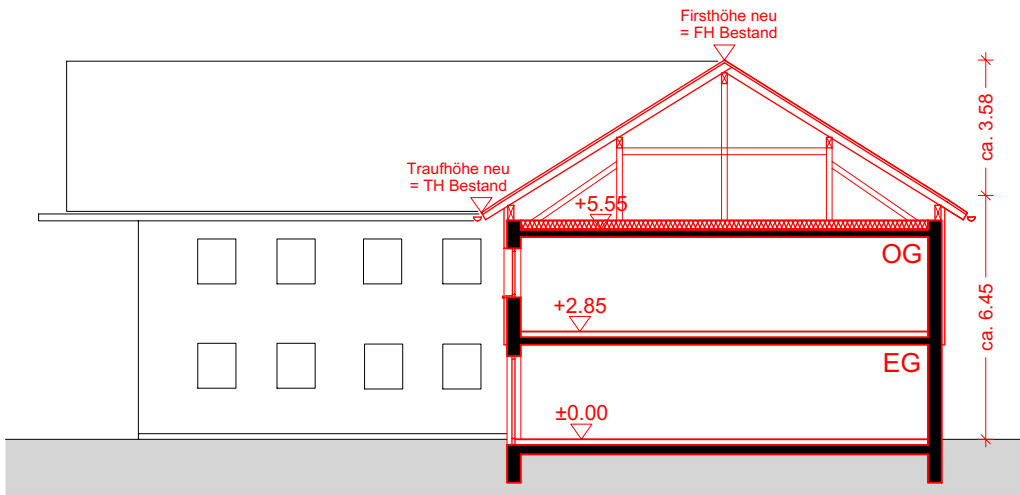 Firsthöhe neu
= FH Bestand
ca. 3.58
Traufhöhe neu
= TH Bestand
+5.55
OG
+2.85
ca. 6.45
EG
±0.00